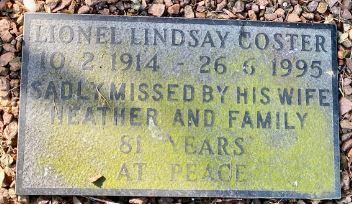 LIONEL LINDSAY COSTER
10 2 1914 - 26 6 1995
SADLY MISSED BY HIS WIFE
HEATHER AND FAMILY
81 YEARS
AT PEACE